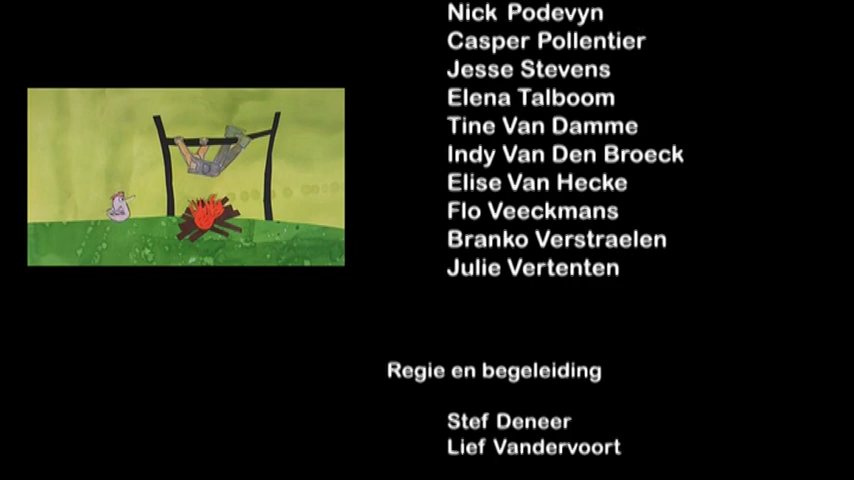 Nick Podevyn
Casper Pollentier
Jesse Stevens
Elena Talboom
Tine Van Damme
Indy Van Den Broeck
Elise Van Hecke
Flo Veeckmans
Branko Verstraelen
Julie Vertenten
Regie en begeleiding
Stef Deneer
Lief Vandervoort